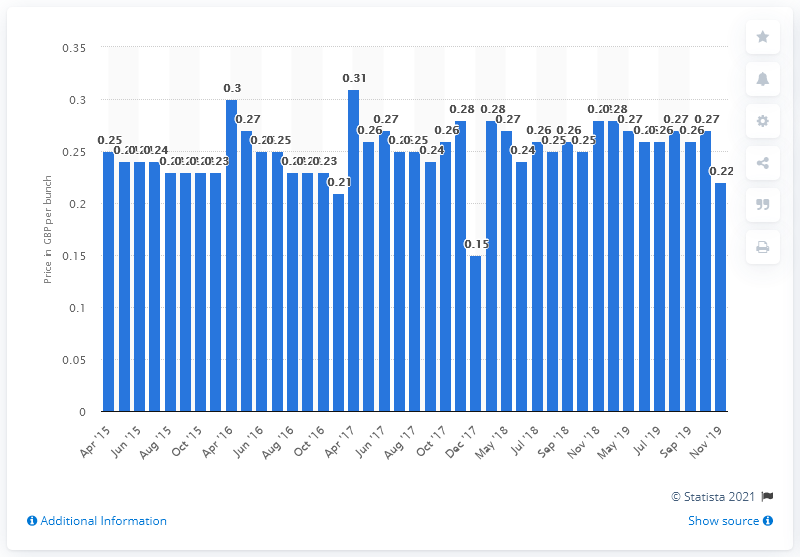 0.35
0.3
0.25
0.2
0.15
0.1
0.05
0
Price in GBP per bunch
0.25
0.24
0.23
0.23
0.3
0.27
0.25
0.23
0.21
0.31
0.26
0.27
0.25
0.24
0.26
0.28
0.15
0.28
0.27
0.24
0.26
0.25
0.26
0.25
0.28
0.27
0.26
0.27
0.26
0.27
0.22
Apr '15
Jun '15
Aug '15
Oct '15
Apr '16
Jun '16
Aug '16
Oct '16
Apr '17
Jun '17
Aug '17
Oct '17
Dec '17
May '18
Jul '18
Sep '18
Nov '18
May '19
Jul '19
Sep '19
Nov '19
© Statista 2021
Additional Information
Show source